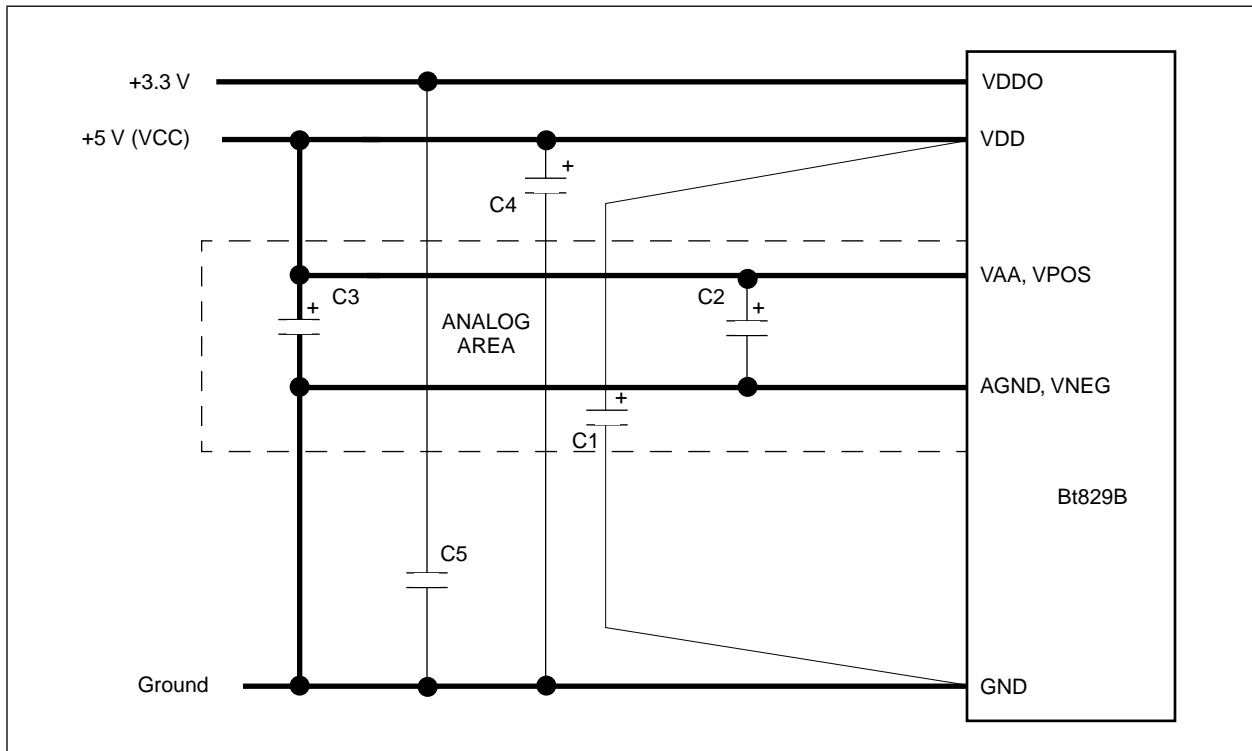 +3.3 V
VDDO
+5 V (VCC)
VDD
+
C4
VAA, VPOS
C3
C2
+
+
ANALOG
AREA
AGND, VNEG
+
C1
Bt829B
C5
Ground
GND